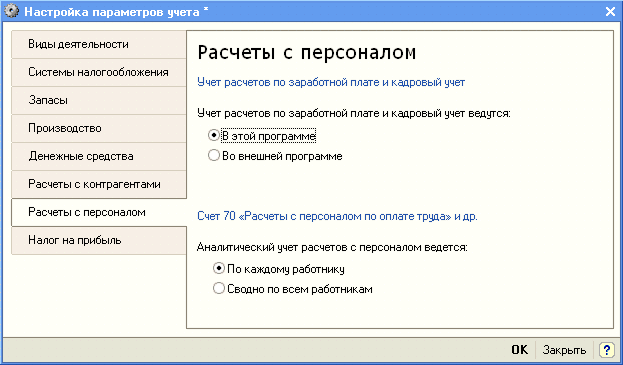 Настройка параметров учета *
Виды деятельности
Системы налогообложения
Запасы
Производство
Денежные средства
Расчеты с контрагентами
Расчеты с персоналом
Налог на прибыль
Расчеты с персоналом
Учет расчетов по заработной плате и кадровый учет
Учет расчетов по заработной плате и кадровый учет ведутся:
В этой программе
Во внешней программе
Счет 70 «Расчеты с персоналом по оплате труда» и др.
Аналитический учет расчетов с персоналом ведется:
По каждому работнику
Сводно по всем работникам
OK Закрыть ?